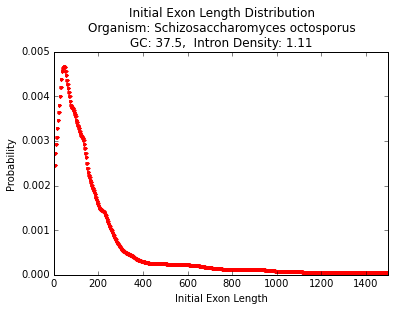 Initial Exon Length Distribution
Organism: Schizosaccharomyces octosporus
GC: 37.5, Intron Density: 1.11
0.005
0.004
0.003
0.002
0.001
0.000
Probability
0 200 400 600 800 1000 1200 1400
Initial Exon Length